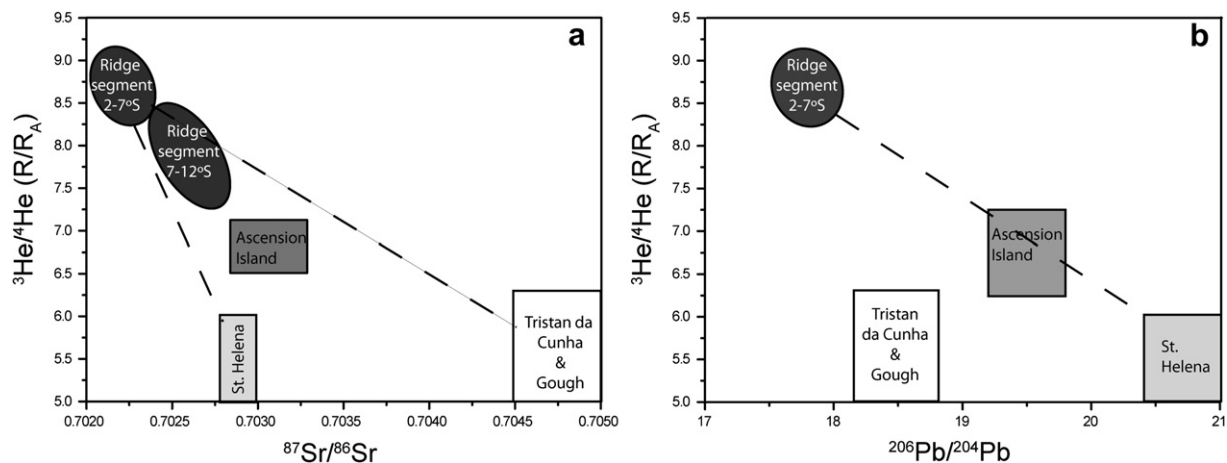 a
9.5
9.0
8.5
8.0
7.5
7.0
6.5
6.0
5.5
5.0
³He/⁴He (R/R_A)
Ridge
segment
2-7ºS
Ridge
segment
7-12ºS
Ascension
Island
St. Helena
Tristan da
Cunha
&
Gough
0.7020
0.7025
0.7030
0.7035
0.7040
0.7045
0.7050
⁸⁷Sr/⁸⁶Sr
b
9.5
9.0
8.5
8.0
7.5
7.0
6.5
6.0
5.5
5.0
³He/⁴He (R/R_A)
Ridge
segment
2-7ºS
Ascension
Island
Tristan
da Cunha
&
Gough
St.
Helena
17
18
19
20
21
²⁰⁶Pb/²⁰⁴Pb